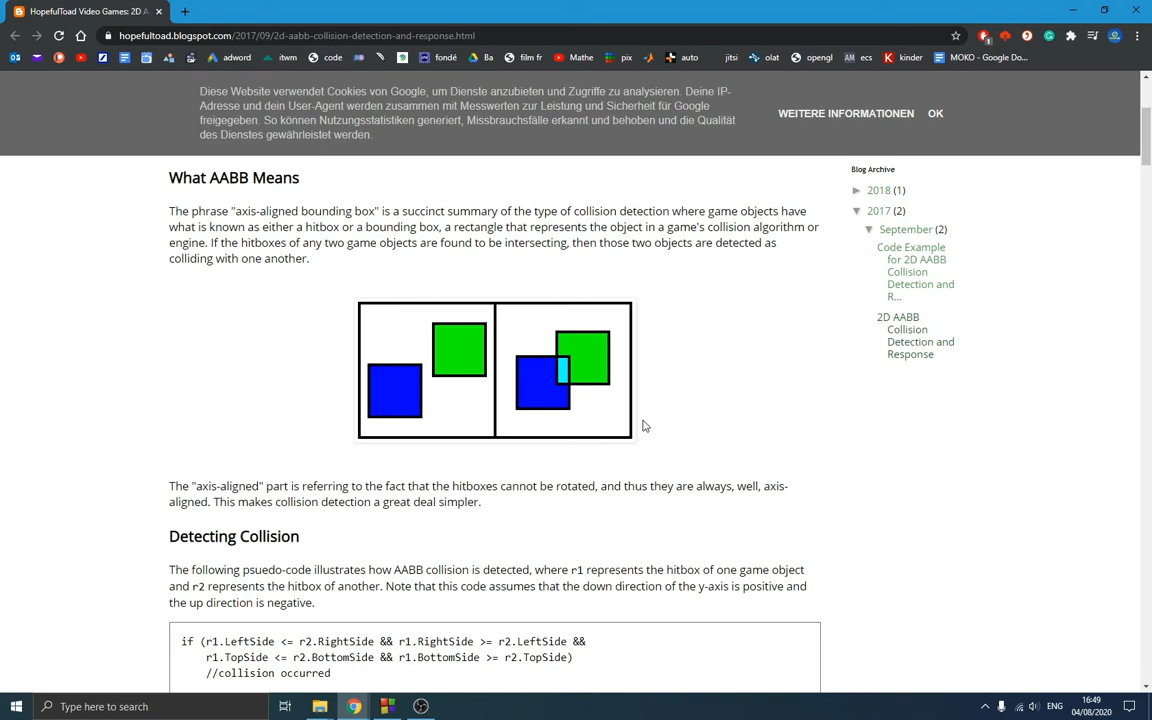 HopefulToad Video Games: 2D A
hopefultoad.blogspot.com/2017/09/2d-aabb-collision-detection-and-response.html
adword
itwm
code
fondé
Ba
film fr
Mathe
pix
auto
jitsi
olat
opengl
AM ecs
kinder
MOKO - Google Do...
Diese Website verwendet Cookies von Google, um Dienste anzubieten und Zugriffe zu analysieren. Deine IP-
Adresse und dein User-Agent werden zusammen mit Messwerten zur Leistung und Sicherheit für Google
freigegeben. So können Nutzungsstatistiken generiert, Missbrauchsfälle erkannt und behoben und die Qualität
des Dienstes gewährleistet werden.
WEITERE INFORMATIONEN OK
What AABB Means
The phrase "axis-aligned bounding box" is a succinct summary of the type of collision detection where game objects have
what is known as either a hitbox or a bounding box, a rectangle that represents the object in a game's collision algorithm or
engine. If the hitboxes of any two game objects are found to be intersecting, then those two objects are detected as
colliding with one another.
The "axis-aligned" part is referring to the fact that the hitboxes cannot be rotated, and thus they are always, well, axis-
aligned. This makes collision detection a great deal simpler.
Detecting Collision
The following psuedo-code illustrates how AABB collision is detected, where r1 represents the hitbox of one game object
and r2 represents the hitbox of another. Note that this code assumes that the down direction of the y-axis is positive and
the up direction is negative.
if (r1.LeftSide <= r2.RightSide && r1.RightSide >= r2.LeftSide &&
r1.TopSide <= r2.BottomSide && r1.BottomSide >= r2.TopSide)
//collision occurred
Blog Archive
► 2018 (1)
▼ 2017 (2)
▼ September (2)
Code Example
for 2D AABB
Collision
Detection and
R...
2D AABB
Collision
Detection and
Response
Type here to search
ENG
16:49
04/08/2020